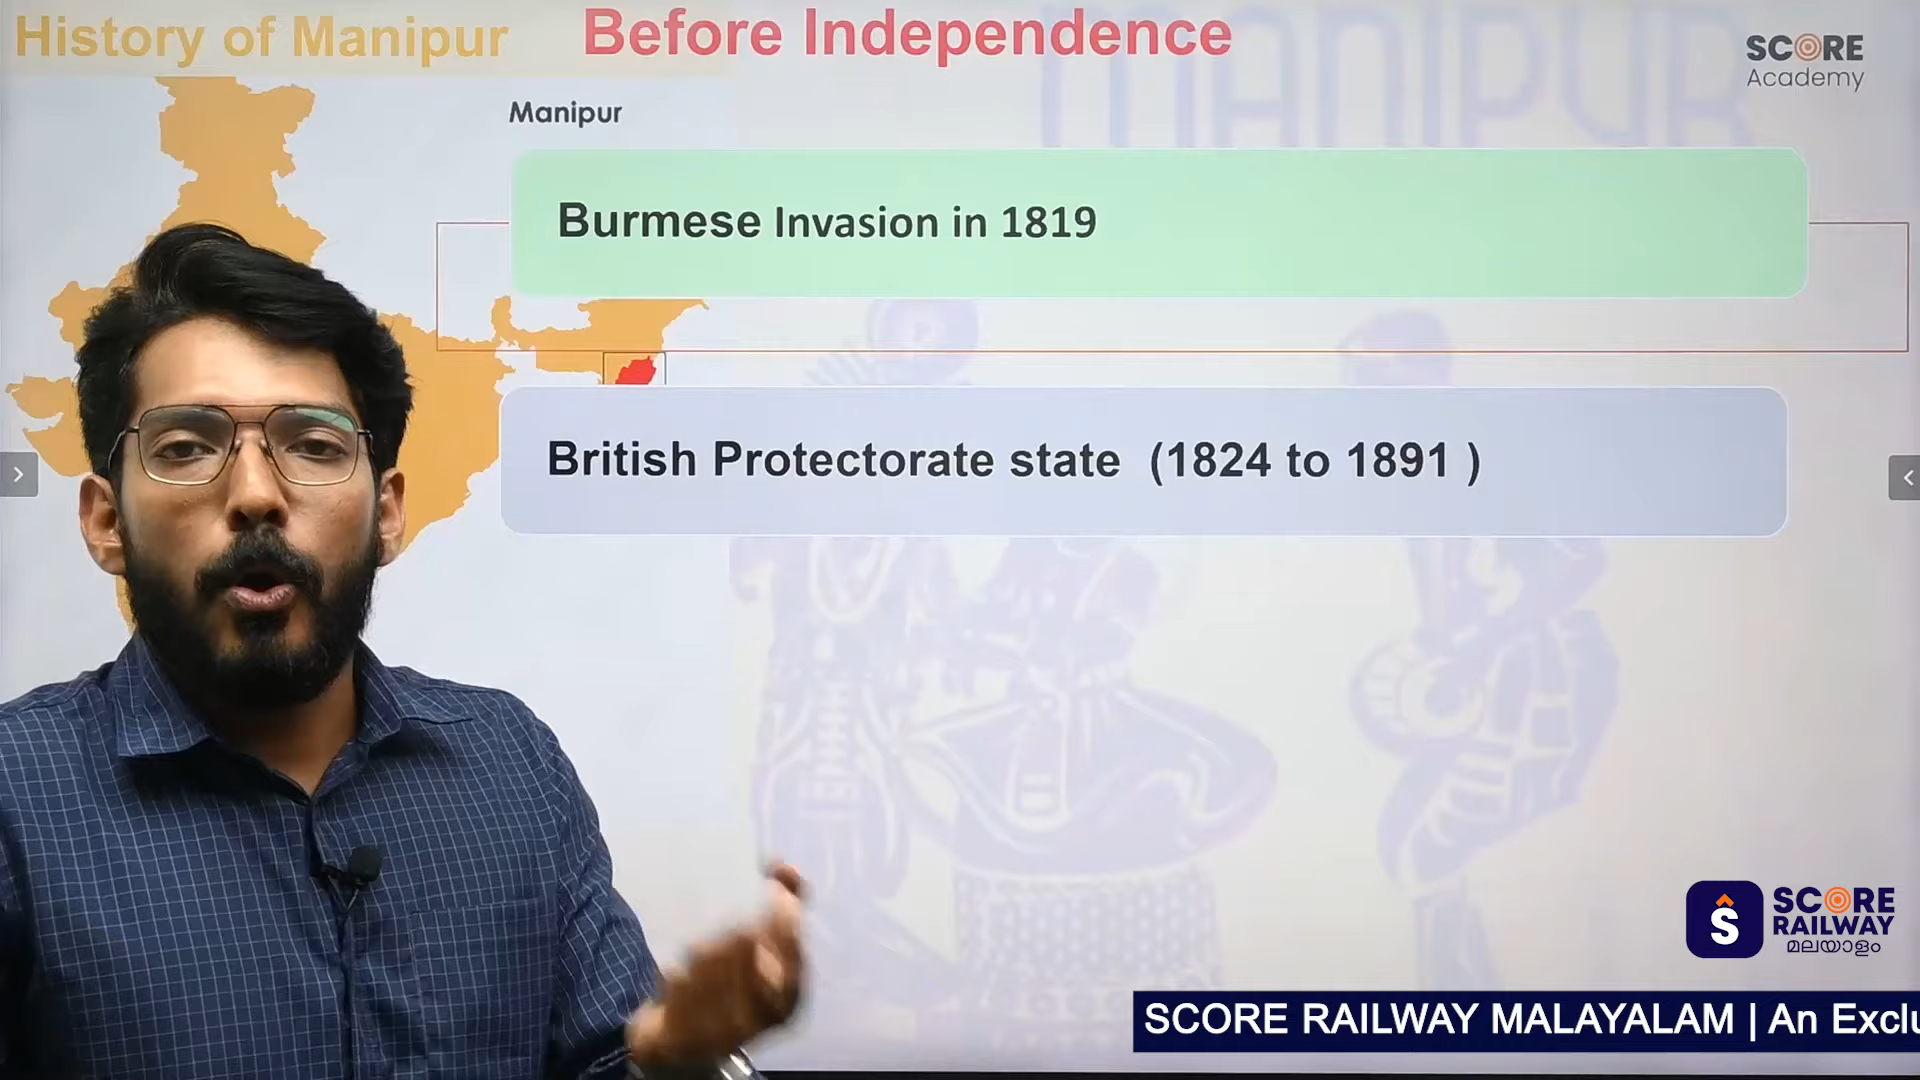 History of Manipur
Before Independence
SCORE
Academy
MANIPUR
Manipur
Burmese Invasion in 1819
British Protectorate state (1824 to 1891 )
SCORE
RAILWAY
മലയാളം
SCORE RAILWAY MALAYALAM | An Exclu